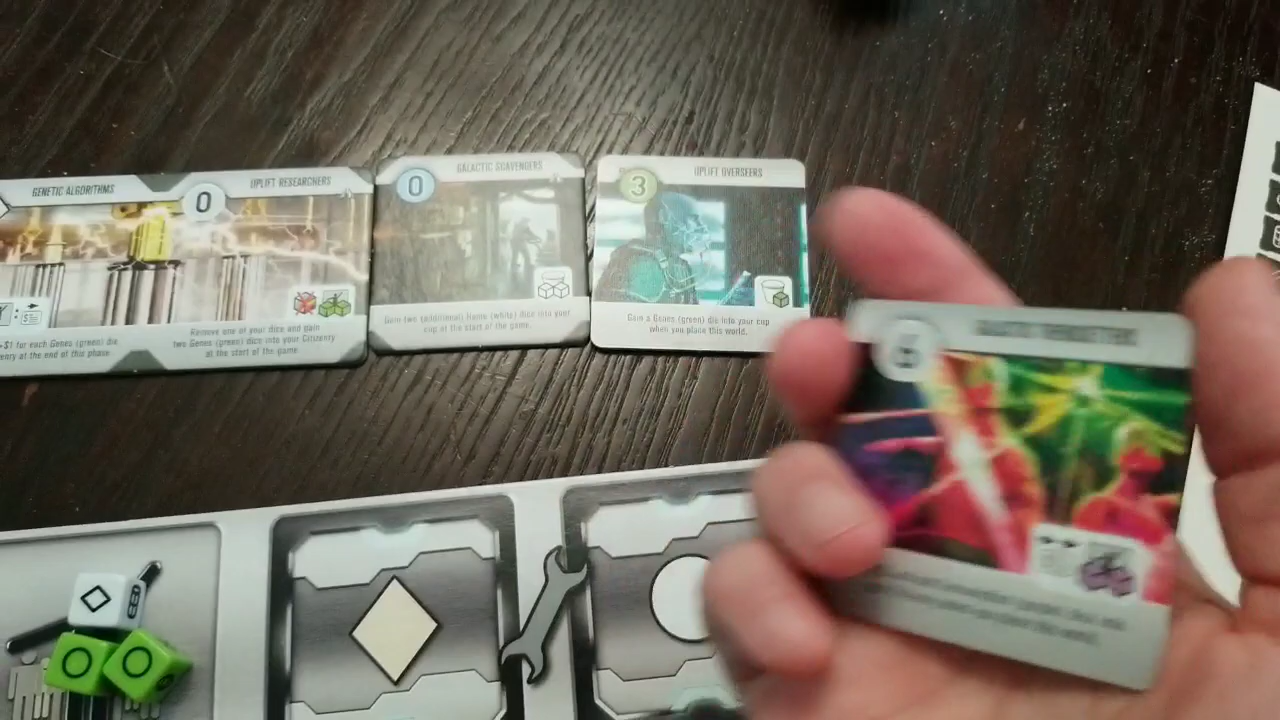 GENETIC ALGORITHMS
0
UPLIFT RESEARCHERS
$1 for each Genes (green) die
at the end of this phase
Remove one of your dice and gain
two Genes (green) dice into your Citizenry
at the start of the game.
0
GALACTIC SCAVENGERS
Gain two (additional) Home (white) dice into your
cup at the start of the game.
3
UPLIFT OVERSEERS
Gain a Genes (green) die into your cup
when you place this world.
6